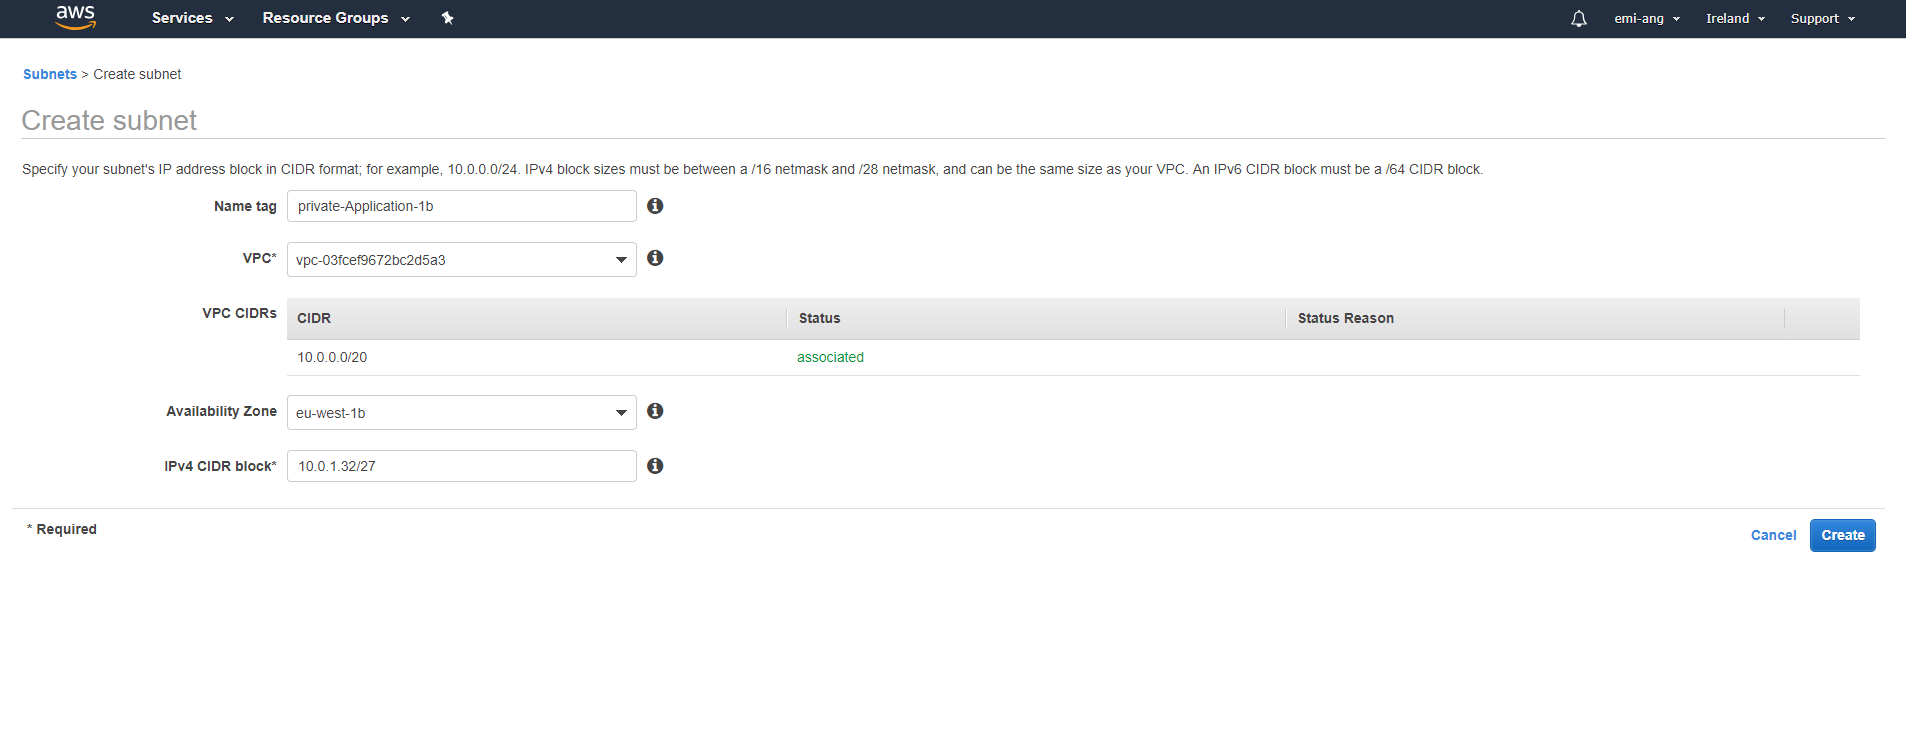 aws Services Resource Groups emi-ang Ireland Support
Subnets > Create subnet
Create subnet
Specify your subnet's IP address block in CIDR format; for example, 10.0.0.0/24. IPv4 block sizes must be between a /16 netmask and /28 netmask, and can be the same size as your VPC. An IPv6 CIDR block must be a /64 CIDR block.
Name tag private-Application-1b
VPC* vpc-03fcef9672bc2d5a3
VPC CIDRs CIDR Status Status Reason
10.0.0.0/20 associated
Availability Zone eu-west-1b
IPv4 CIDR block* 10.0.1.32/27
* Required
Cancel Create